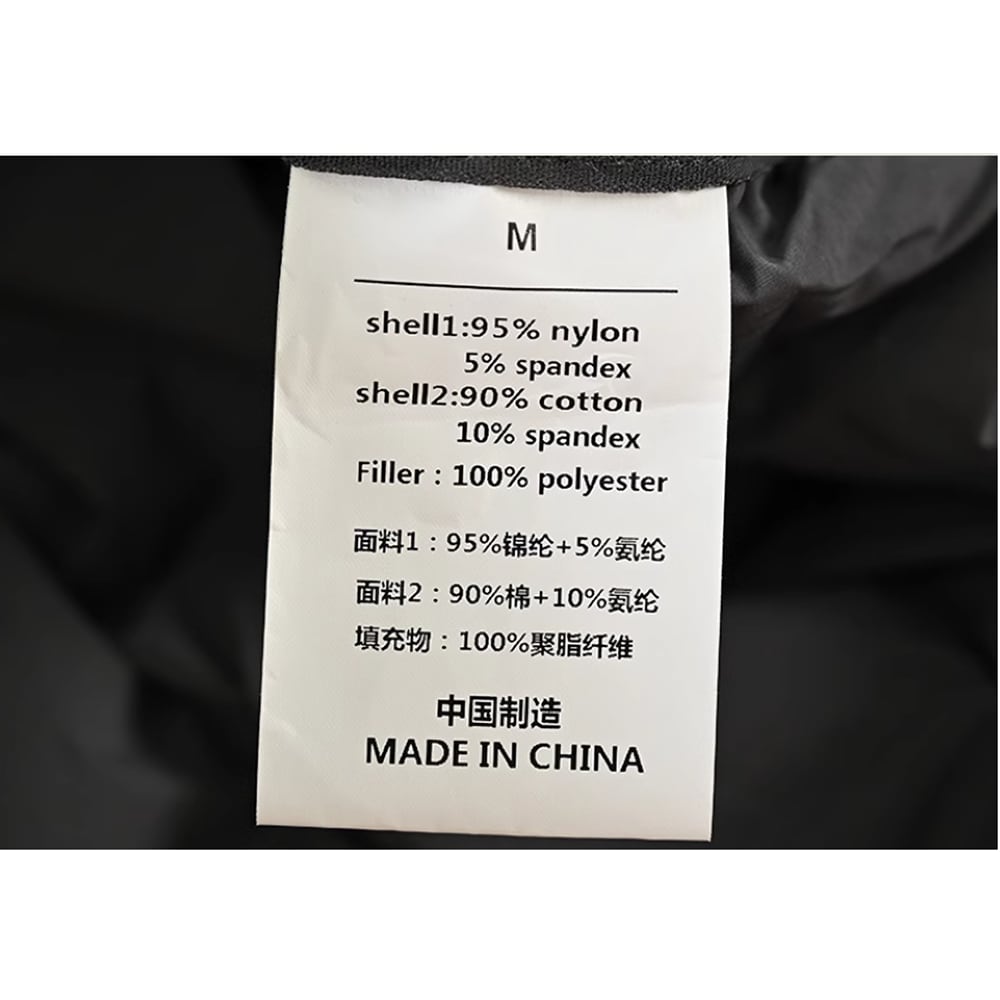 M
shell1:95% nylon
5% spandex
shell2:90% cotton
10% spandex
Filler : 100% polyester
面料1：95%锦纶+5%氨纶
面料2：90%棉+10%氨纶
填充物：100%聚脂纤维
中国制造
MADE IN CHINA